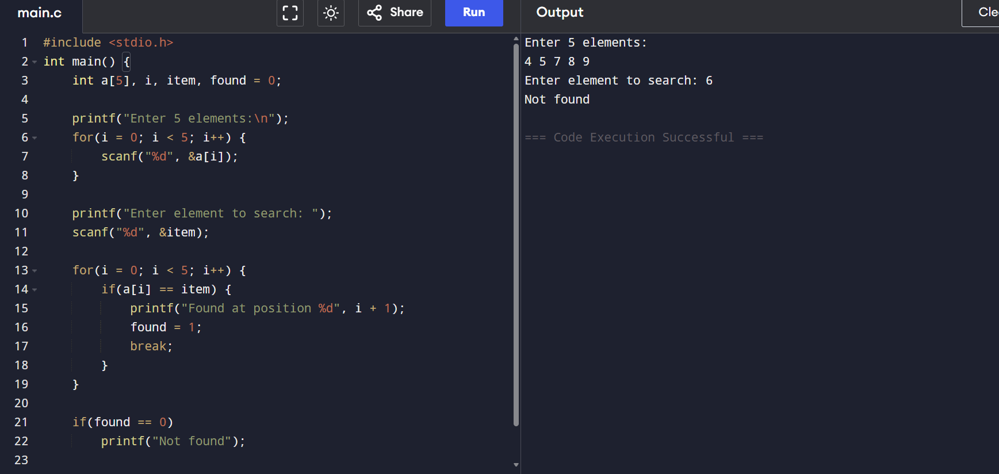 main.c
Share
Run
Output
1 #include <stdio.h>
2 int main() {
3     int a[5], i, item, found = 0;
4
5     printf("Enter 5 elements:\n");
6     for(i = 0; i < 5; i++) {
7         scanf("%d", &a[i]);
8     }
9
10     printf("Enter element to search: ");
11     scanf("%d", &item);
12
13     for(i = 0; i < 5; i++) {
14         if(a[i] == item) {
15             printf("Found at position %d", i + 1);
16             found = 1;
17             break;
18         }
19     }
20
21     if(found == 0)
22         printf("Not found");
23
Enter 5 elements:
4 5 7 8 9
Enter element to search: 6
Not found
=== Code Execution Successful ===